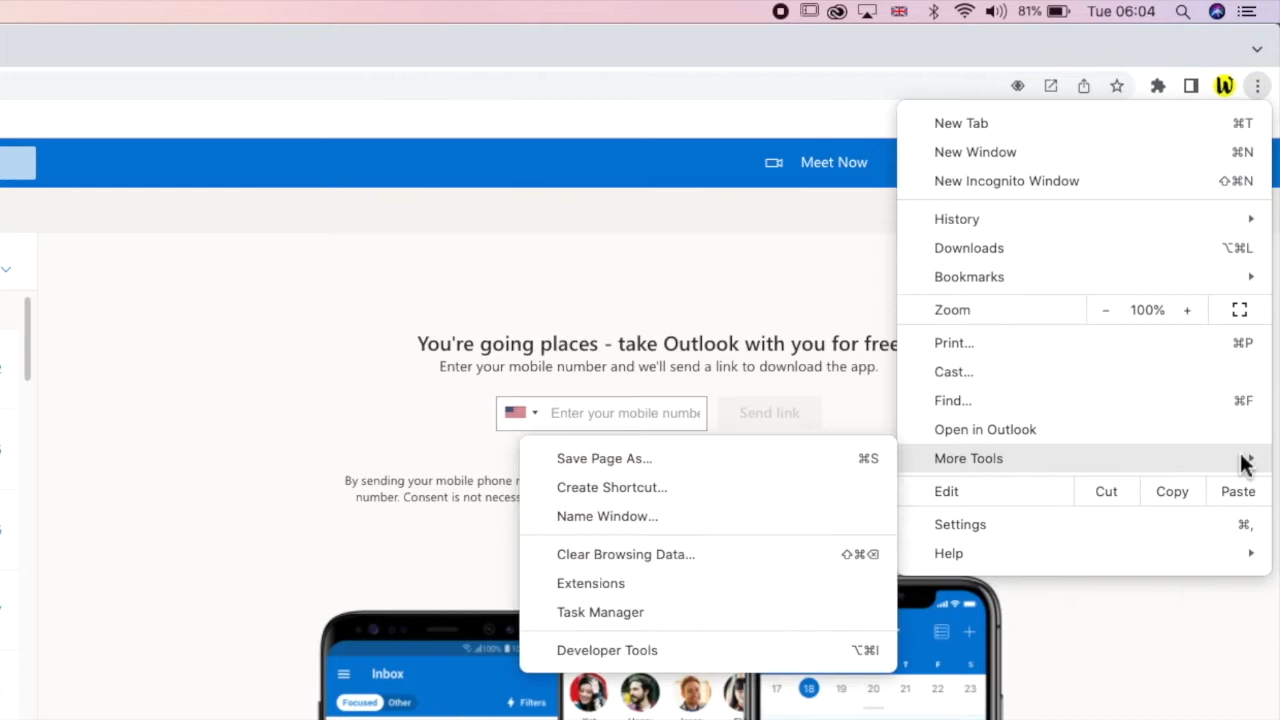 81% Tue 06:04
Meet Now
New Tab ⌘T
New Window ⌘N
New Incognito Window ⇧⌘N
History
Downloads ⌥⌘L
Bookmarks
Zoom − 100% +
Print... ⌘P
Cast...
Find... ⌘F
Open in Outlook
More Tools
Edit Cut Copy Paste
Settings ⌘,
Help
You're going places - take Outlook with you for free
Enter your mobile number and we'll send a link to download the app.
Enter your mobile numbe Send link
By sending your mobile phone
number. Consent is not necess
Save Page As... ⌘S
Create Shortcut...
Name Window...
Clear Browsing Data... ⇧⌘⌫
Extensions
Task Manager
Developer Tools ⌥⌘I
100%
Inbox
Focused Other Filters
T F S
17 18 19 20 21 22 23